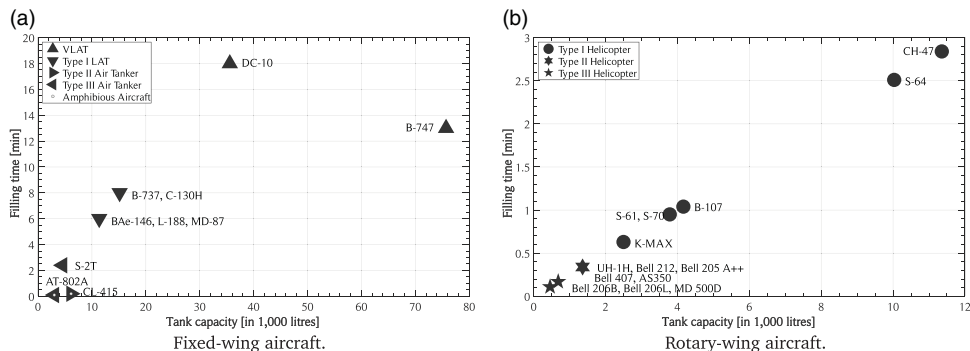 (a)
20
18
16
14
12
10
8
6
4
2
0
Filling time [min]
VLAT
Type I LAT
Type II Air Tanker
Type III Air Tanker
Amphibious Aircraft
DC-10
B-747
B-737, C-130H
BAe-146, L-188, MD-87
S-2T
AT-802A
CL-415
0 10 20 30 40 50 60 70 80
Tank capacity [in 1,000 litres]
Fixed-wing aircraft.
(b)
3
2.5
2
1.5
1
0.5
0
Filling time [min]
Type I Helicopter
Type II Helicopter
Type III Helicopter
CH-47
S-64
S-61, S-70
B-107
K-MAX
UH-1H, Bell 212, Bell 205 A++
Bell 407, AS350
Bell 206B, Bell 206L, MD 500D
0 2 4 6 8 10 12
Tank capacity [in 1,000 litres]
Rotary-wing aircraft.